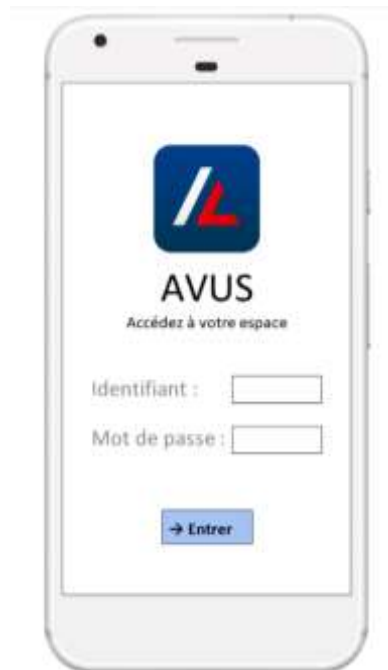 AVUS
Accédez à votre espace
Identifiant :
Mot de passe :
→ Entrer